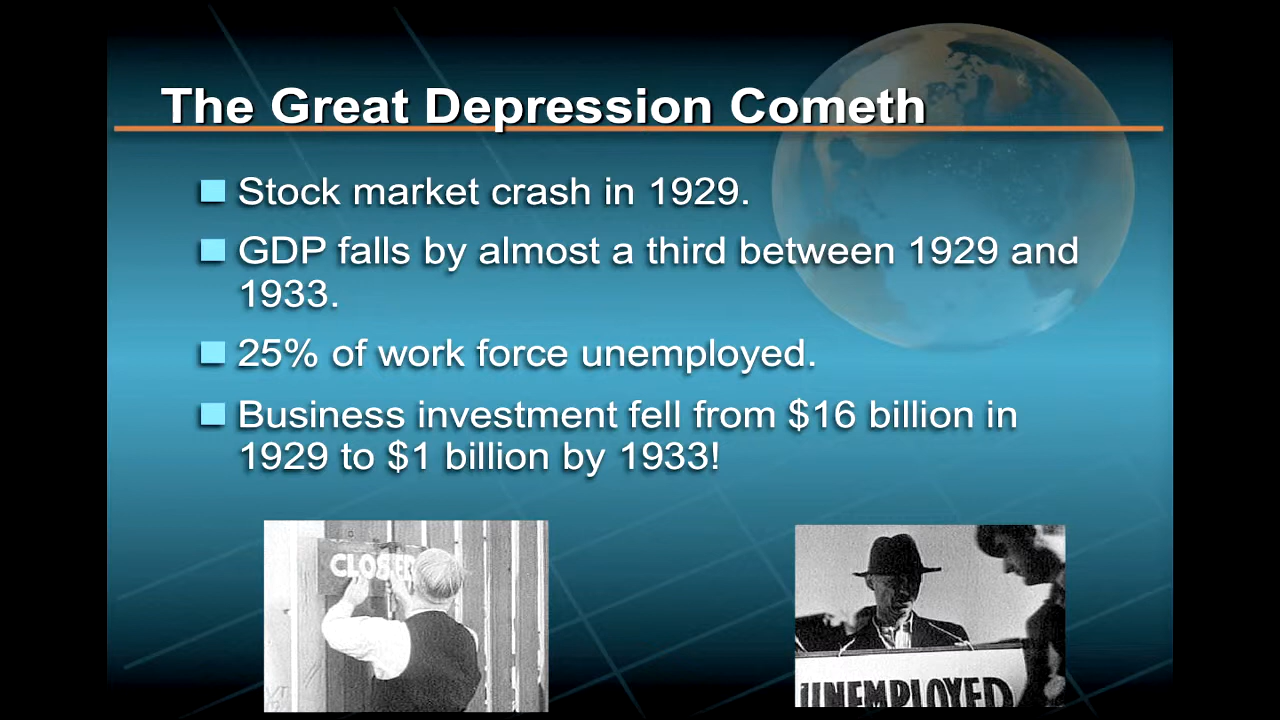 The Great Depression Cometh
Stock market crash in 1929.
GDP falls by almost a third between 1929 and
1933.
25% of work force unemployed.
Business investment fell from $16 billion in
1929 to $1 billion by 1933!
CLOSED
UNEMPLOYED